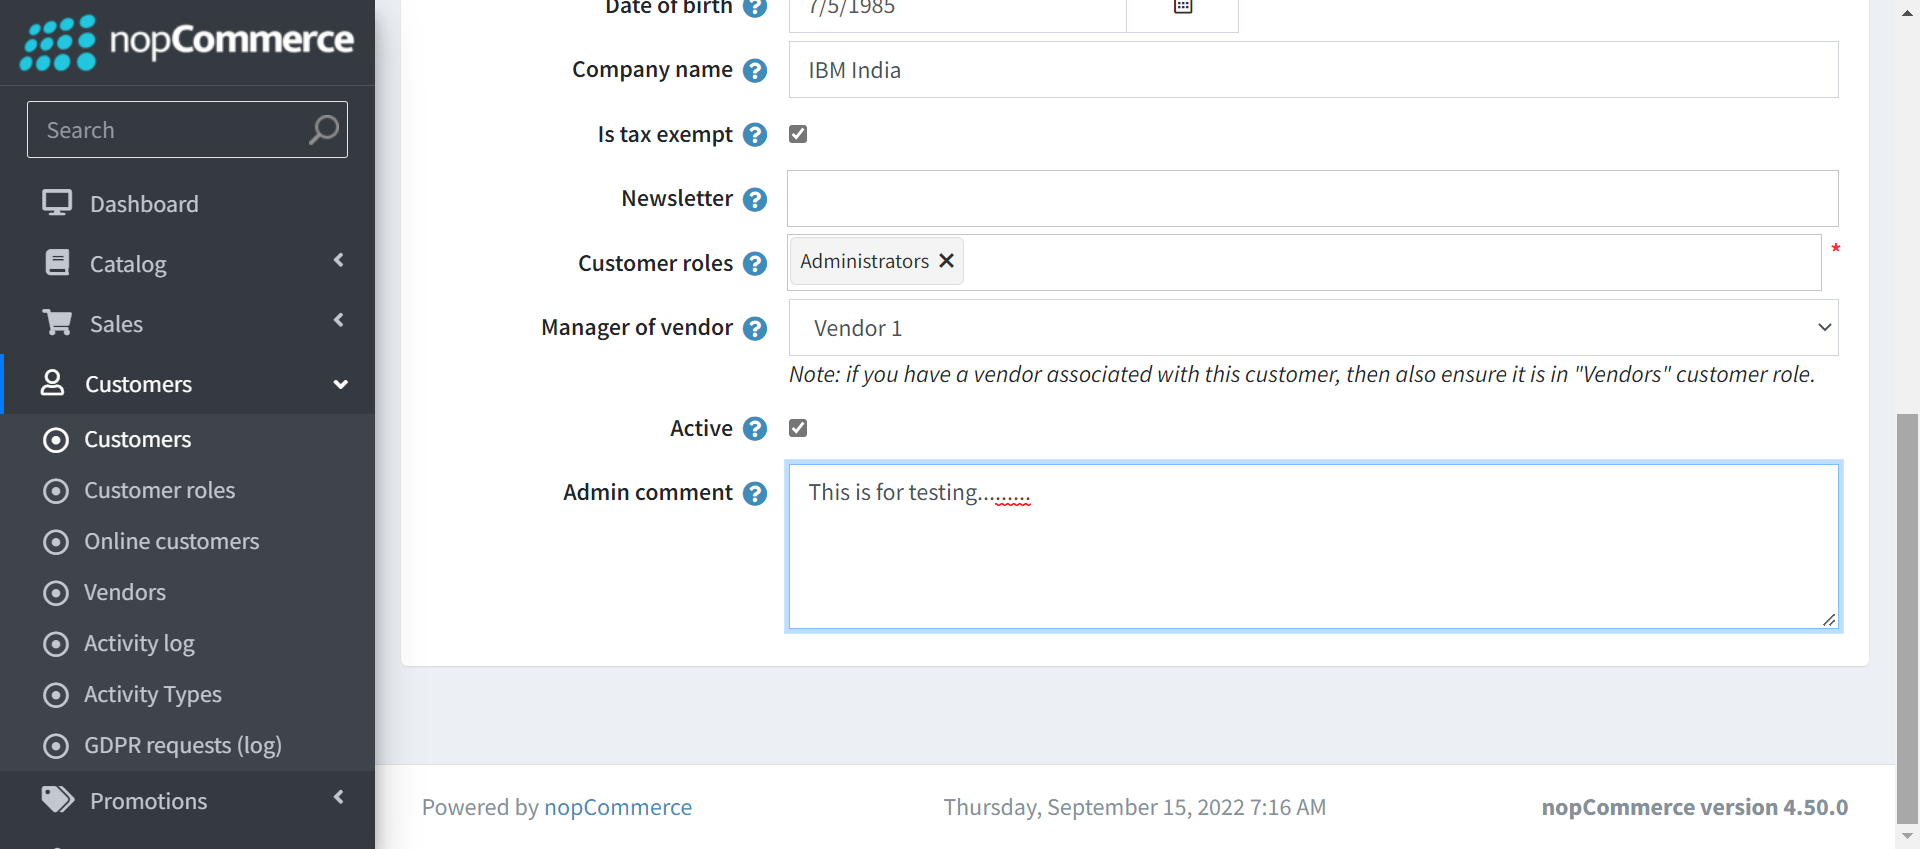 nopCommerce
Search
Dashboard
Catalog
Sales
Customers
Customers
Customer roles
Online customers
Vendors
Activity log
Activity Types
GDPR requests (log)
Promotions
Date of birth ? 7/5/1985
Company name ? IBM India
Is tax exempt ?
Newsletter ?
Customer roles ? Administrators ✕ *
Manager of vendor ? Vendor 1
Note: if you have a vendor associated with this customer, then also ensure it is in "Vendors" customer role.
Active ?
Admin comment ? This is for testing.........
Powered by nopCommerce Thursday, September 15, 2022 7:16 AM nopCommerce version 4.50.0